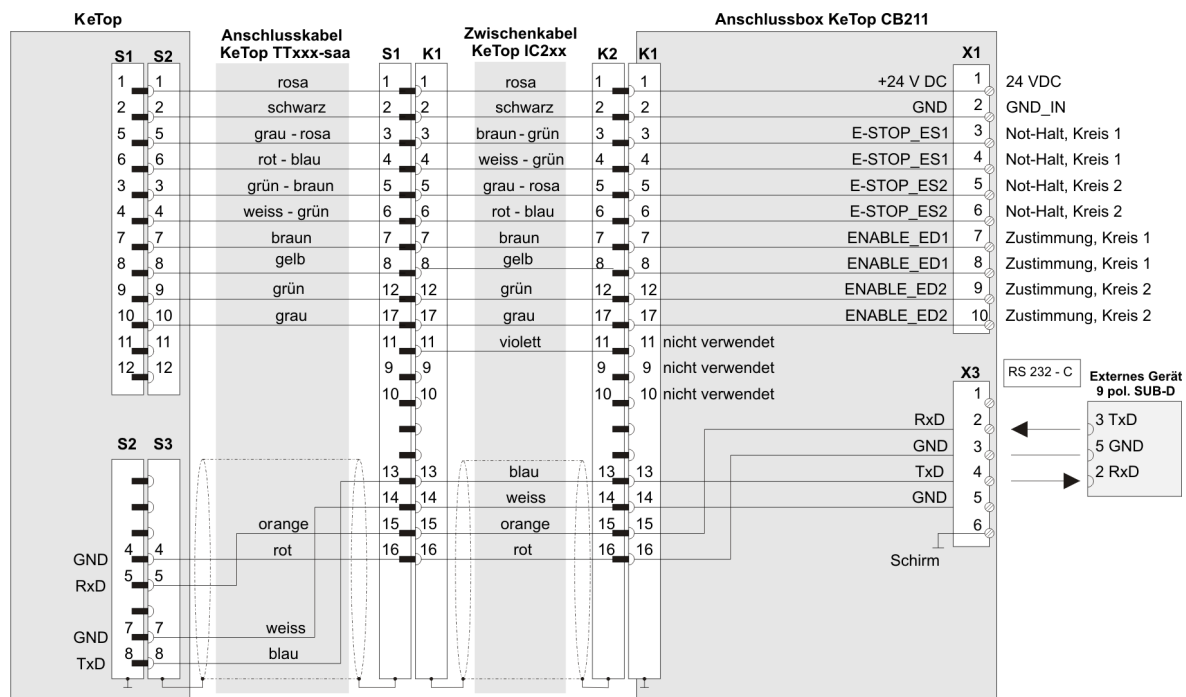 KeTop
Anschlusskabel
KeTop TTxxx-saa
Zwischenkabel
KeTop IC2xx
Anschlussbox KeTop CB211
S1 S2 S1 K1 K2 K1 X1
1 1 rosa 1 1 rosa 1 1 +24 V DC 1 24 VDC
2 2 schwarz 2 2 schwarz 2 2 GND 2 GND_IN
5 5 grau - rosa 3 3 braun - grün 3 3 E-STOP_ES1 3 Not-Halt, Kreis 1
6 6 rot - blau 4 4 weiss - grün 4 4 E-STOP_ES1 4 Not-Halt, Kreis 1
3 3 grün - braun 5 5 grau - rosa 5 5 E-STOP_ES2 5 Not-Halt, Kreis 2
4 4 weiss - grün 6 6 rot - blau 6 6 E-STOP_ES2 6 Not-Halt, Kreis 2
7 7 braun 7 7 braun 7 7 ENABLE_ED1 7 Zustimmung, Kreis 1
8 8 gelb 8 8 gelb 8 8 ENABLE_ED1 8 Zustimmung, Kreis 1
9 9 grün 12 12 grün 12 12 ENABLE_ED2 9 Zustimmung, Kreis 2
10 10 grau 17 17 grau 17 17 ENABLE_ED2 10 Zustimmung, Kreis 2
11 11 11 11 violett 11 11 nicht verwendet
12 12 9 9 9 9 nicht verwendet
10 10 10 10 nicht verwendet
X3
RS 232 - C
Externes Gerät
9 pol. SUB-D
1
RxD 2 3 TxD
GND 3 5 GND
S2 S3
13 13 blau 13 13 TxD 4 2 RxD
14 14 weiss 14 14 GND 5
orange 15 15 orange 15 15 6
GND 4 4 rot 16 16 rot 16 16 Schirm
RxD 5 5
GND 7 7 weiss
TxD 8 8 blau